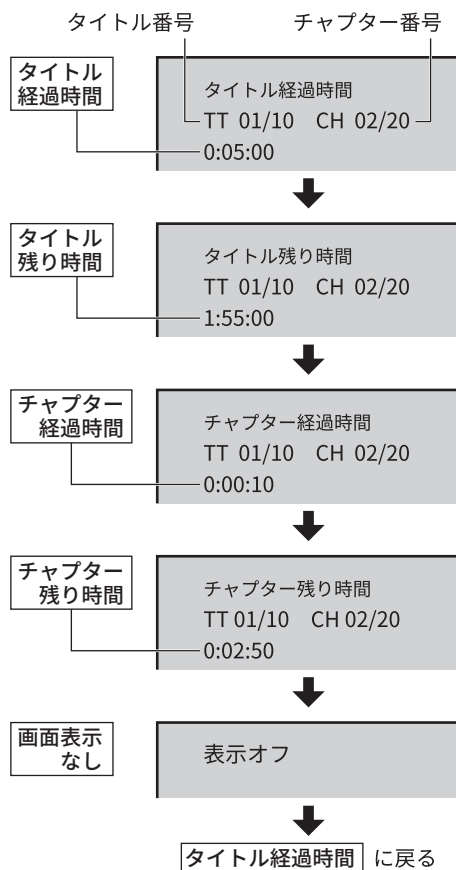 タイトル番号
チャプター番号
タイトル
経過時間
タイトル経過時間
TT 01/10 CH 02/20
0:05:00
タイトル
残り時間
タイトル残り時間
TT 01/10 CH 02/20
1:55:00
チャプター
経過時間
チャプター経過時間
TT 01/10 CH 02/20
0:00:10
チャプター
残り時間
チャプター残り時間
TT 01/10 CH 02/20
0:02:50
画面表示
なし
表示オフ
タイトル経過時間 に戻る